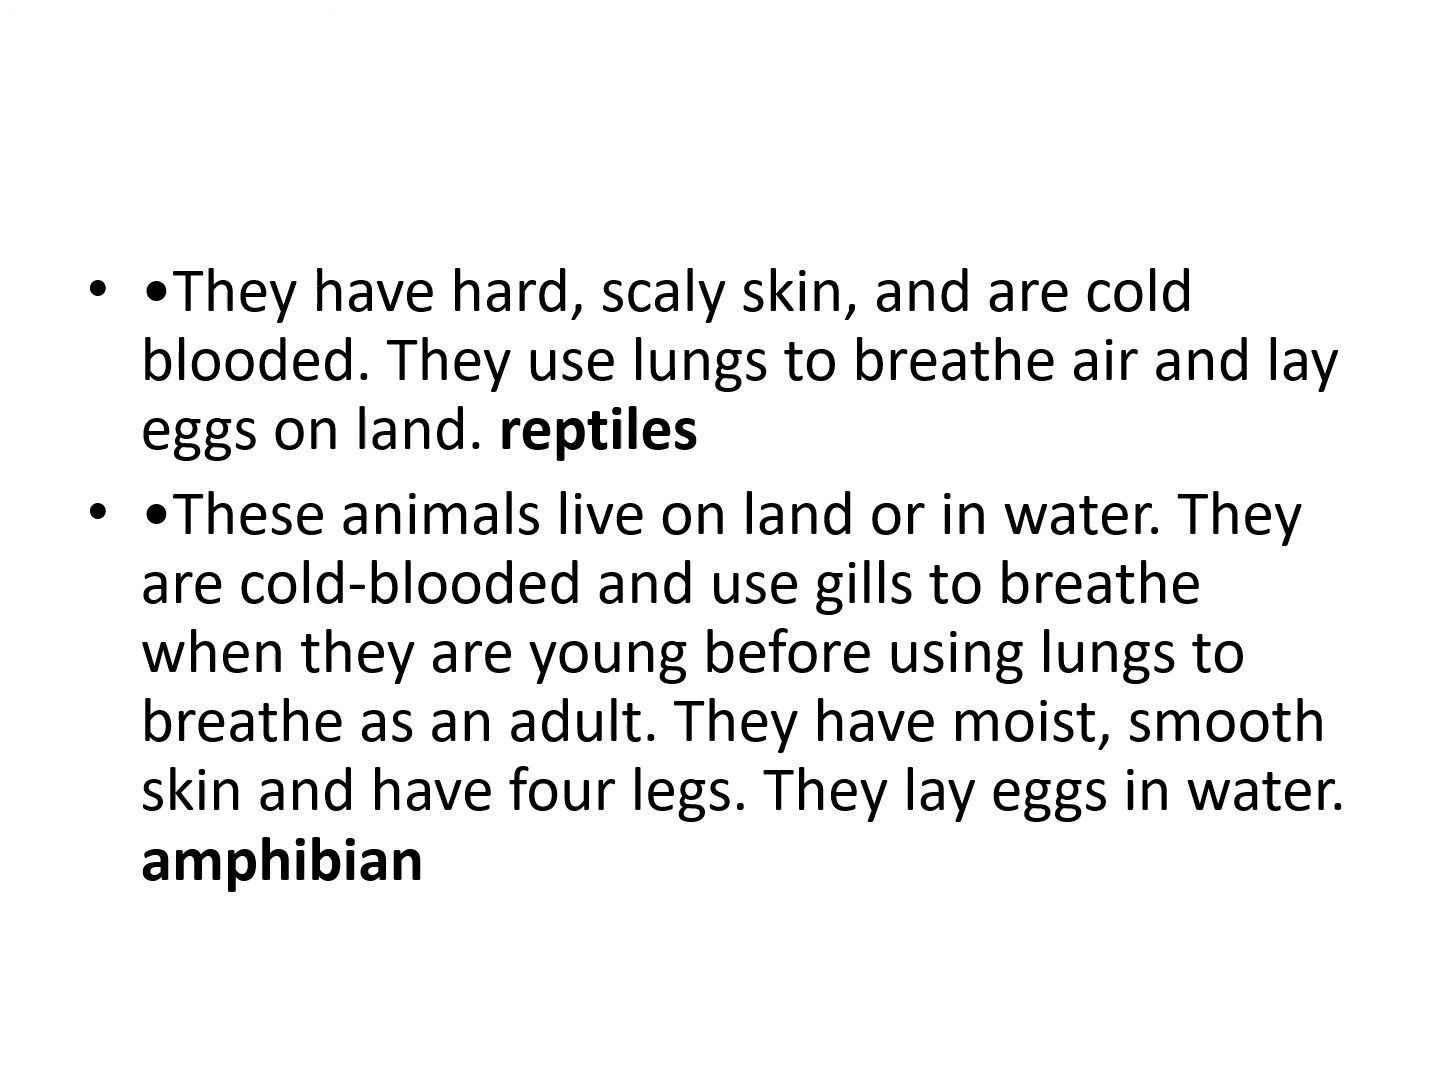 • •They have hard, scaly skin, and are cold
blooded. They use lungs to breathe air and lay
eggs on land. reptiles
• •These animals live on land or in water. They
are cold-blooded and use gills to breathe
when they are young before using lungs to
breathe as an adult. They have moist, smooth
skin and have four legs. They lay eggs in water.
amphibian